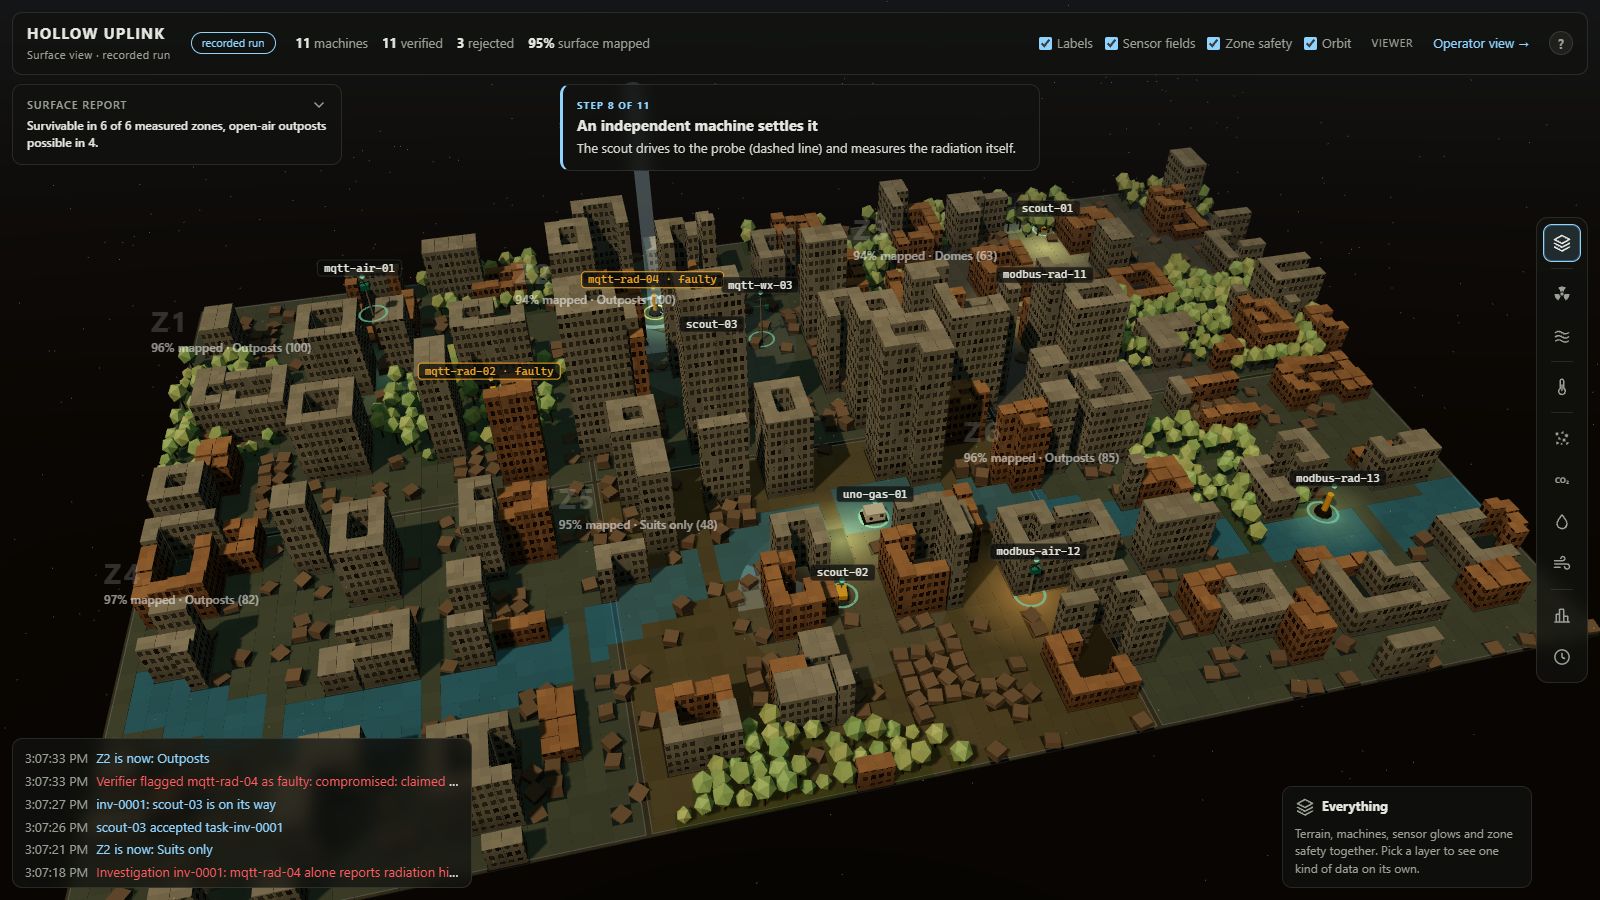 HOLLOW UPLINK
Surface view · recorded run
recorded run
11 machines 11 verified 3 rejected 95% surface mapped
Labels Sensor fields Zone safety Orbit VIEWER Operator view → ?
SURFACE REPORT
Survivable in 6 of 6 measured zones, open-air outposts
possible in 4.
STEP 8 OF 11
An independent machine settles it
The scout drives to the probe (dashed line) and measures the radiation itself.
scout-01
94% mapped · Domes (63)
mqtt-air-01
modbus-rad-11
mqtt-rad-04 · faulty
mqtt-wx-03
94% mapped · Outposts (100)
Z1
scout-03
96% mapped · Outposts (100)
mqtt-rad-02 · faulty
Z6
96% mapped · Outposts (85)
modbus-rad-13
uno-gas-01
Z5
95% mapped · Suits only (48)
modbus-air-12
scout-02
Z4
97% mapped · Outposts (82)
CO₂
3:07:33 PM Z2 is now: Outposts
3:07:33 PM Verifier flagged mqtt-rad-04 as faulty: compromised: claimed ...
3:07:27 PM inv-0001: scout-03 is on its way
3:07:26 PM scout-03 accepted task-inv-0001
3:07:21 PM Z2 is now: Suits only
3:07:18 PM Investigation inv-0001: mqtt-rad-04 alone reports radiation hi...
Everything
Terrain, machines, sensor glows and zone
safety together. Pick a layer to see one
kind of data on its own.